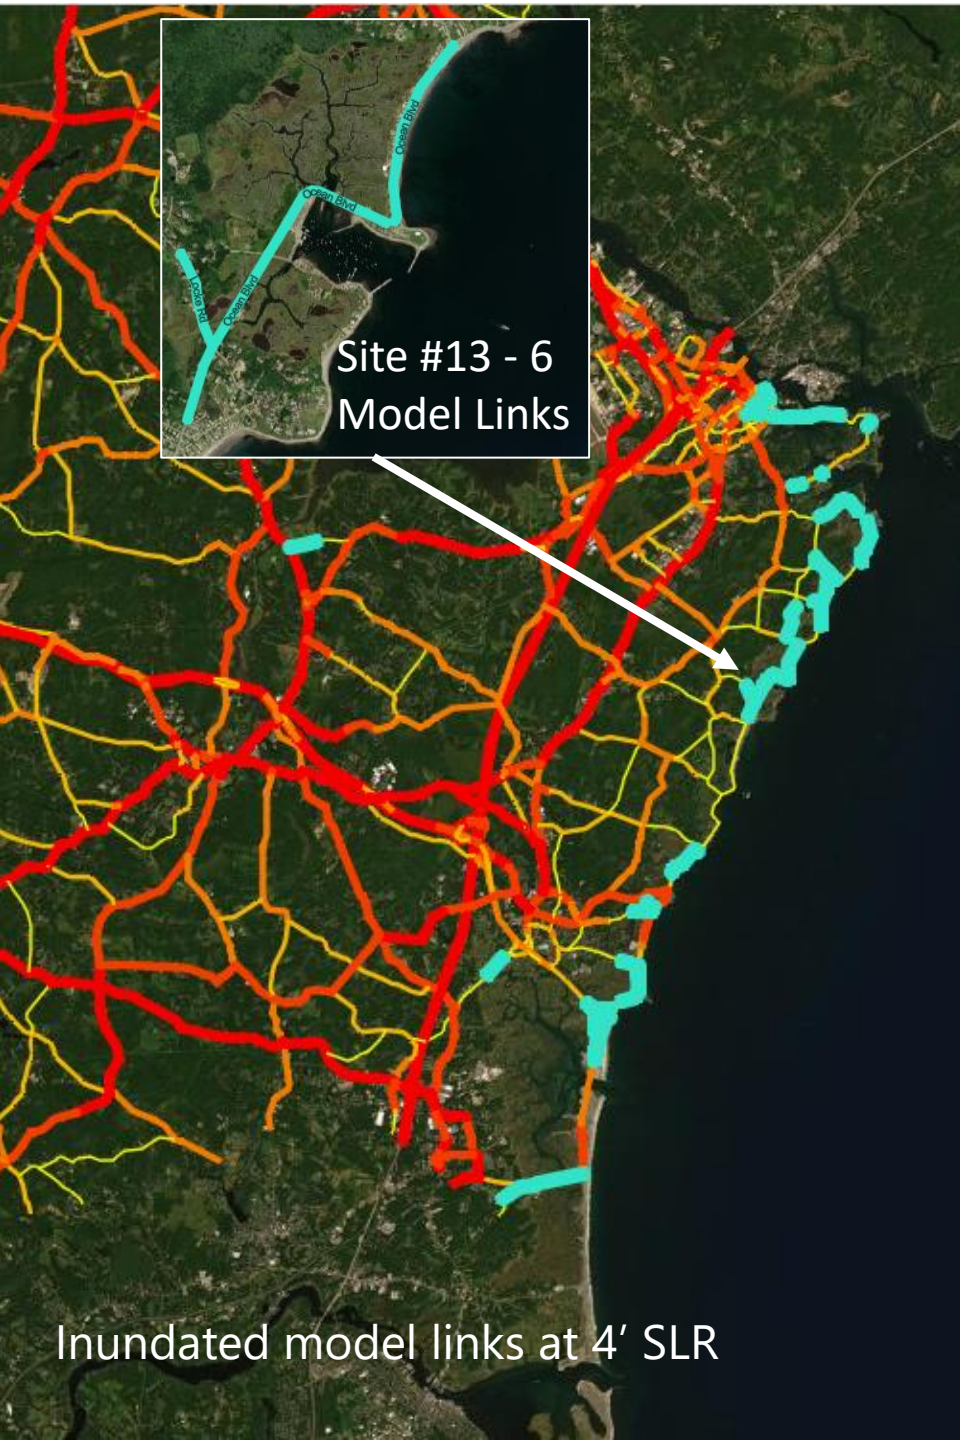 Ocean Blvd
Ocean Blvd
Locke Rd
Ocean Blvd
Site #13 - 6
Model Links
Inundated model links at 4’ SLR